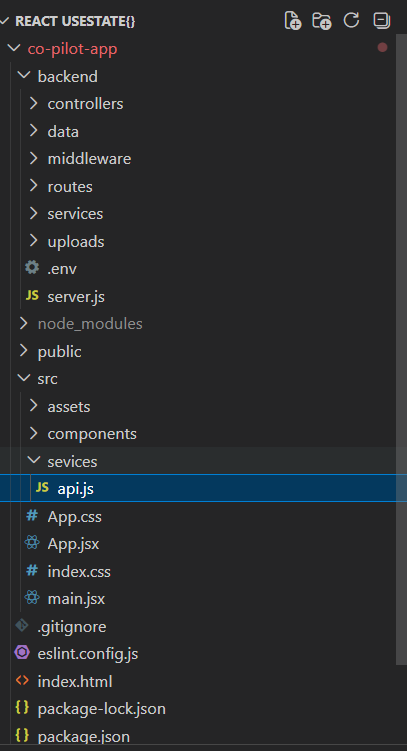 REACT USESTATE{}
co-pilot-app
backend
controllers
data
middleware
routes
services
uploads
.env
JS server.js
node_modules
public
src
assets
components
sevices
JS api.js
# App.css
App.jsx
# index.css
main.jsx
.gitignore
eslint.config.js
<> index.html
{} package-lock.json
{} package.json